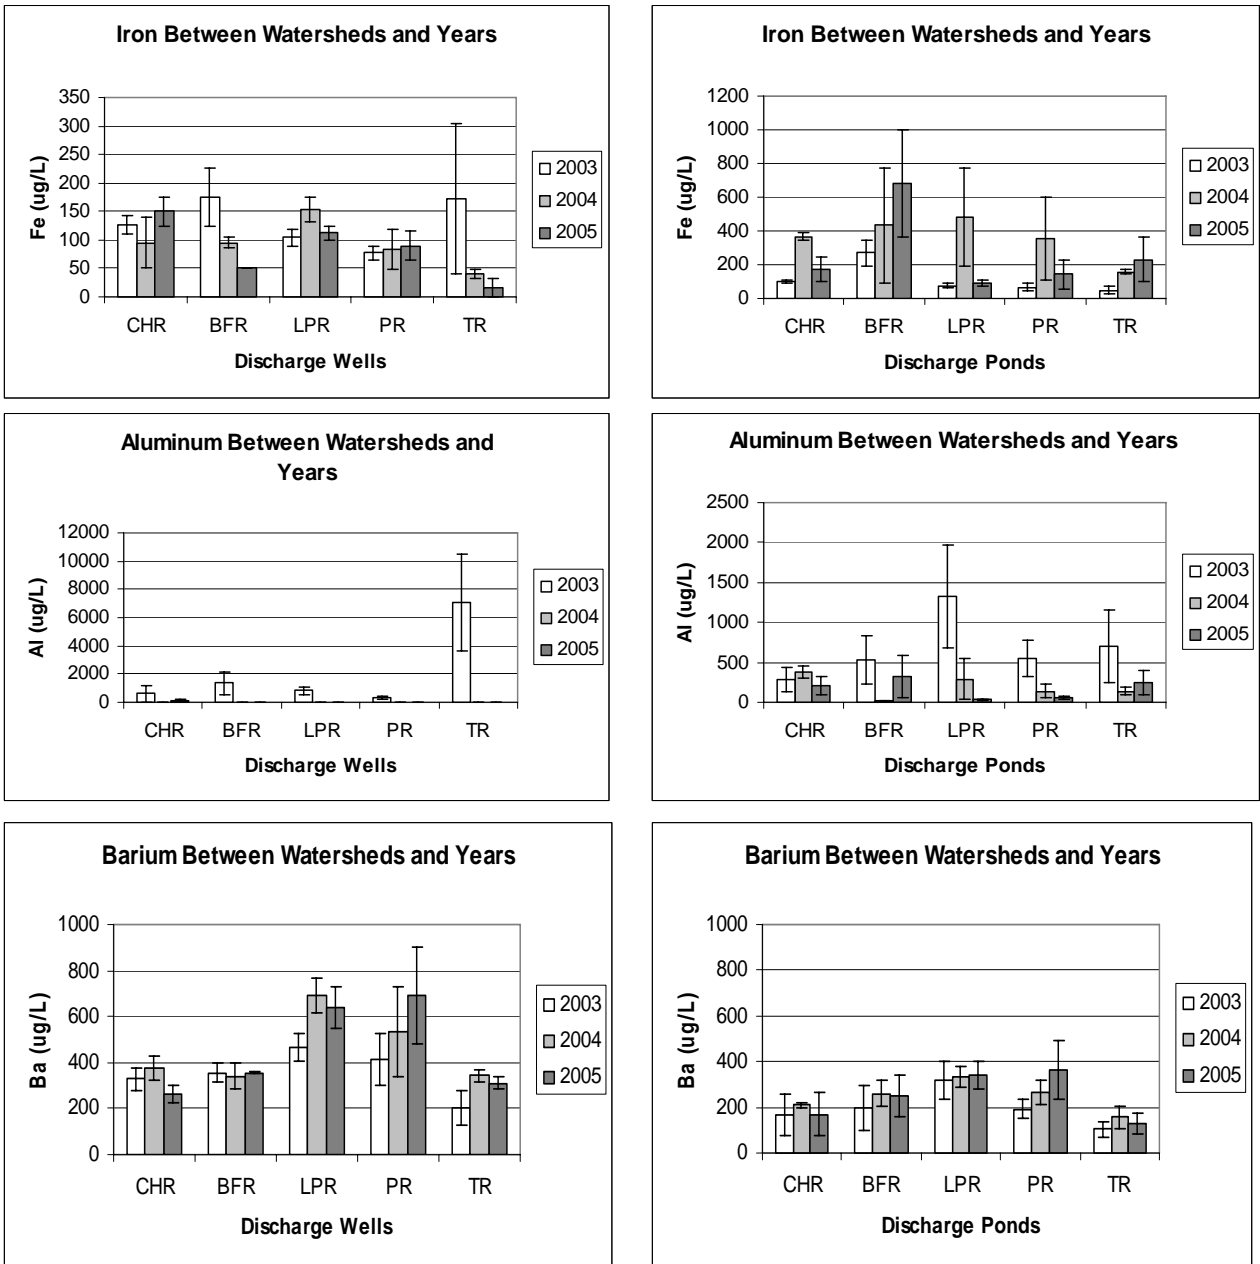 Iron Between Watersheds and Years
350
300
250
200
150
100
50
0
Fe (ug/L)
CHR BFR LPR PR TR
Discharge Wells
2003
2004
2005
Iron Between Watersheds and Years
1200
1000
800
600
400
200
0
Fe (ug/L)
CHR BFR LPR PR TR
Discharge Ponds
2003
2004
2005
Aluminum Between Watersheds and
Years
12000
10000
8000
6000
4000
2000
0
Al (ug/L)
CHR BFR LPR PR TR
Discharge Wells
2003
2004
2005
Aluminum Between Watersheds and Years
2500
2000
1500
1000
500
0
Al (ug/L)
CHR BFR LPR PR TR
Discharge Ponds
2003
2004
2005
Barium Between Watersheds and Years
1000
800
600
400
200
0
Ba (ug/L)
CHR BFR LPR PR TR
Discharge Wells
2003
2004
2005
Barium Between Watersheds and Years
1000
800
600
400
200
0
Ba (ug/L)
CHR BFR LPR PR TR
Discharge Ponds
2003
2004
2005